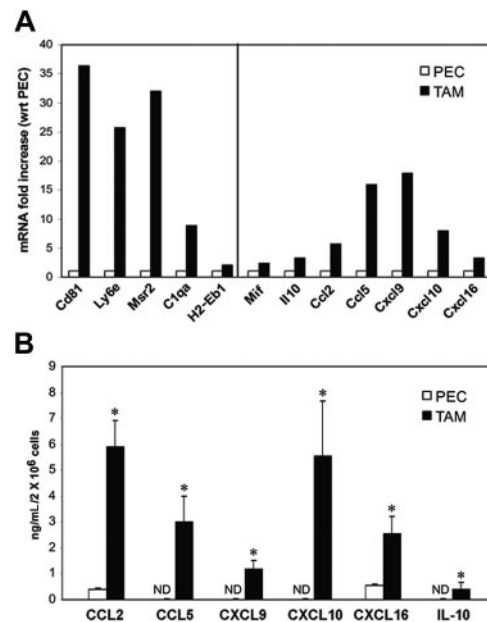 A
mRNA fold increase (wrt PEC)
40
35
30
25
20
15
10
5
0
PEC
TAM
Cd81
Ly6e
Msr2
C1qa
H2-Eb1
Mif
Il10
Ccl2
Ccl5
Cxcl9
Cxcl10
Cxcl16
B
ng/mL/2 X 10⁶ cells
9
8
7
6
5
4
3
2
1
0
PEC
TAM
*
ND *
ND *
ND *
*
ND *
CCL2 CCL5 CXCL9 CXCL10 CXCL16 IL-10